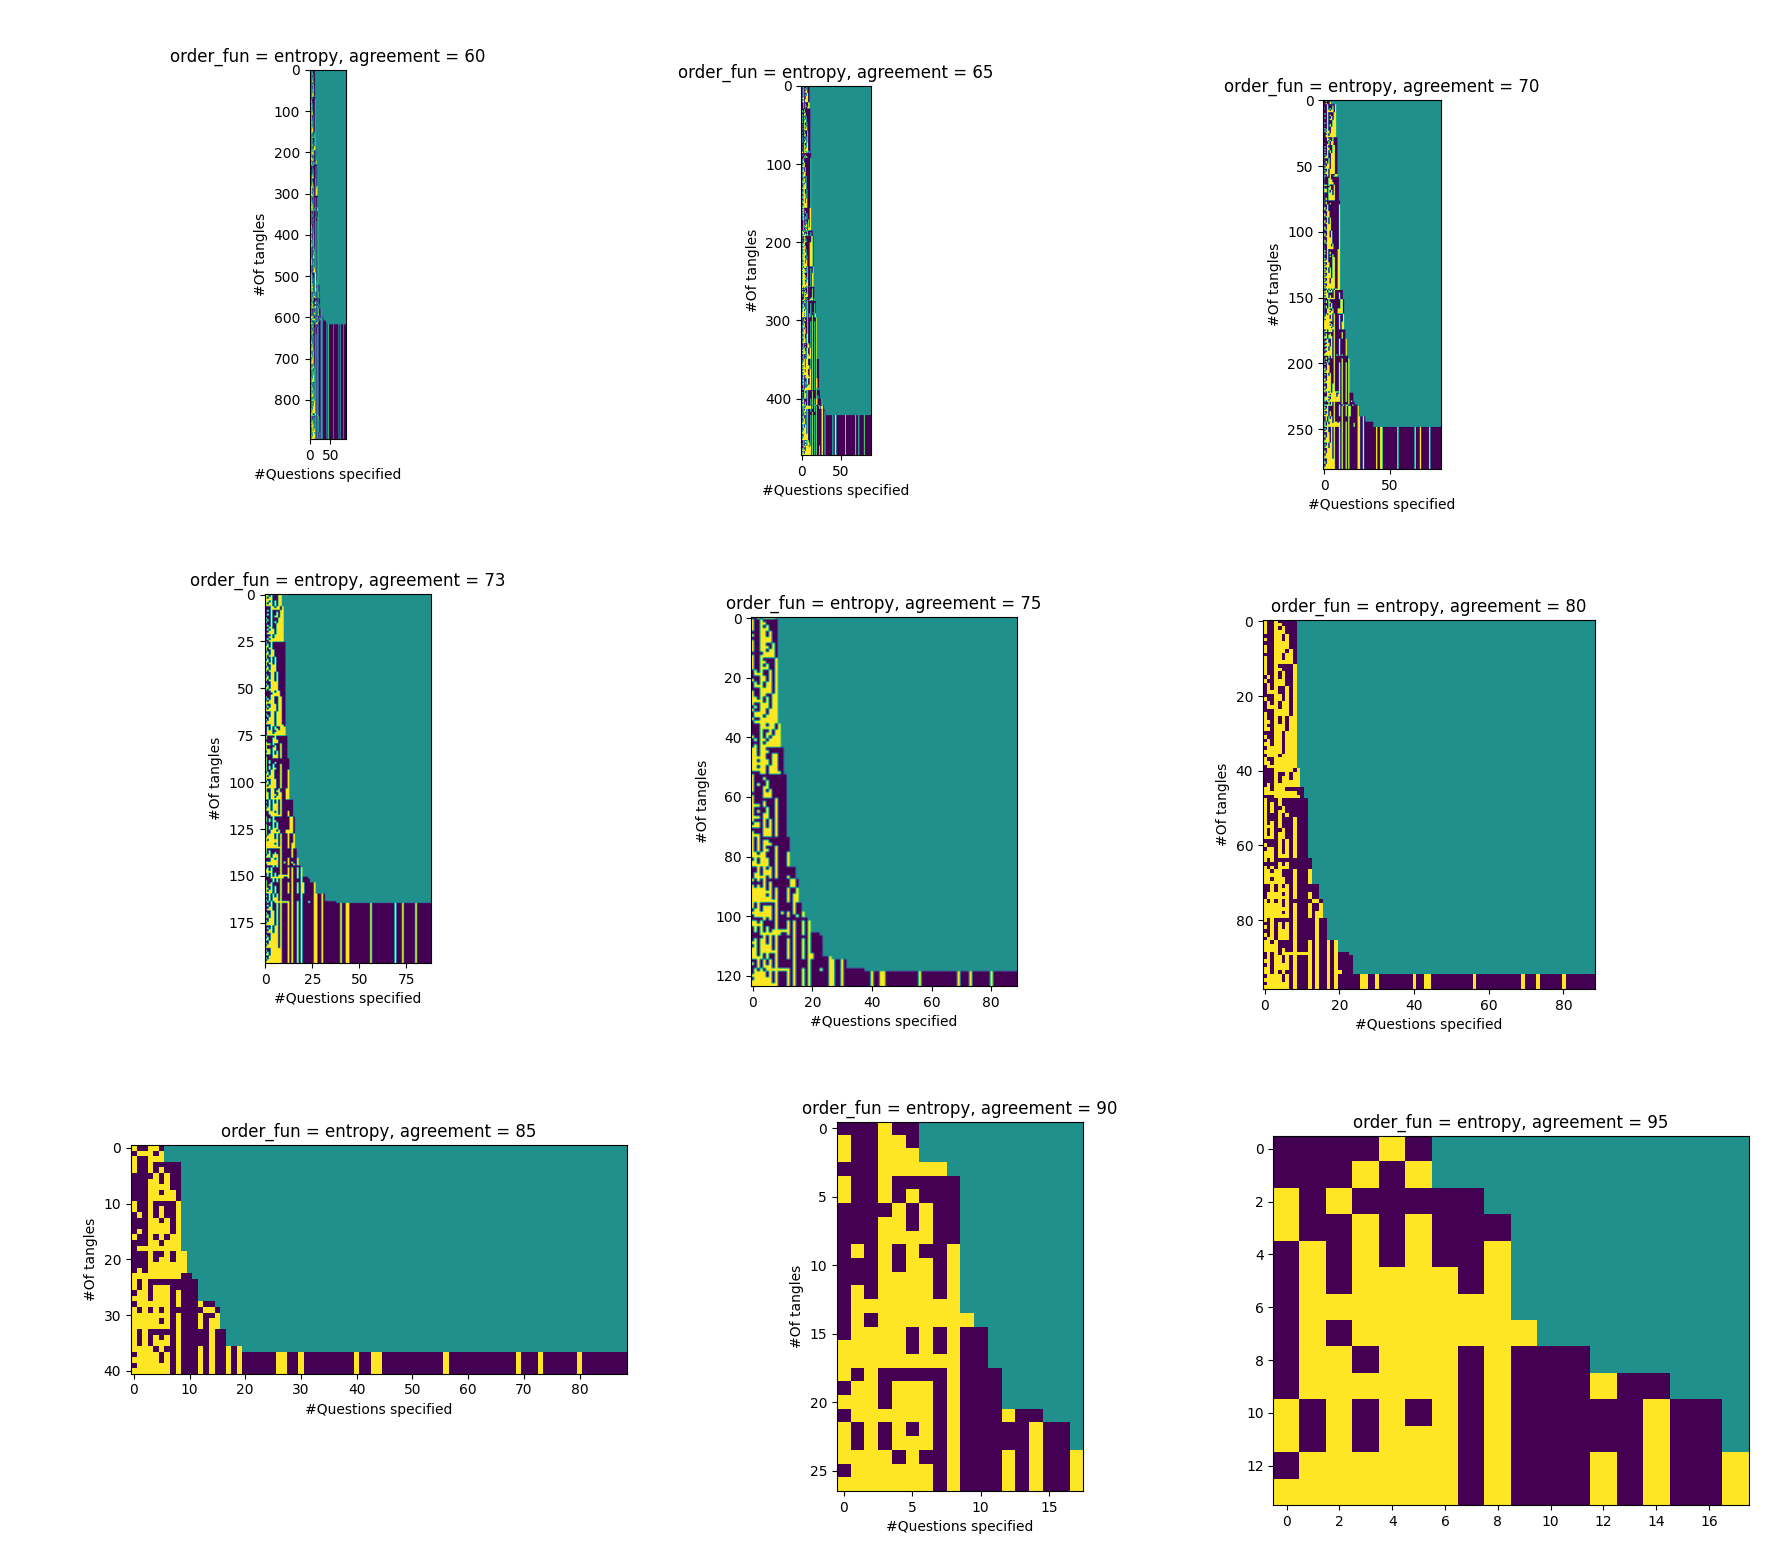 order_fun = entropy, agreement = 60
0
100
200
300
400
500
600
700
800
#Of tangles
0 50
#Questions specified
order_fun = entropy, agreement = 65
0
100
200
300
400
#Of tangles
0 50
#Questions specified
order_fun = entropy, agreement = 70
0
50
100
150
200
250
#Of tangles
0 50
#Questions specified
order_fun = entropy, agreement = 73
0
25
50
75
100
125
150
175
#Of tangles
0 25 50 75
#Questions specified
order_fun = entropy, agreement = 75
0
20
40
60
80
100
120
#Of tangles
0 20 40 60 80
#Questions specified
order_fun = entropy, agreement = 80
0
20
40
60
80
#Of tangles
0 20 40 60 80
#Questions specified
order_fun = entropy, agreement = 85
0
10
20
30
40
#Of tangles
0 10 20 30 40 50 60 70 80
#Questions specified
order_fun = entropy, agreement = 90
0
5
10
15
20
25
#Of tangles
0 5 10 15
#Questions specified
order_fun = entropy, agreement = 95
0
2
4
6
8
10
12
0 2 4 6 8 10 12 14 16